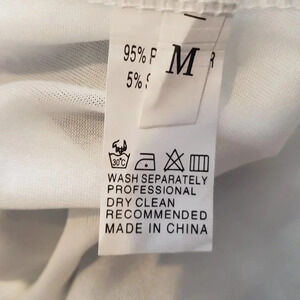 95% P
M
R
5% S
30°C
WASH SEPARATELY
PROFESSIONAL
DRY CLEAN
RECOMMENDED
MADE IN CHINA